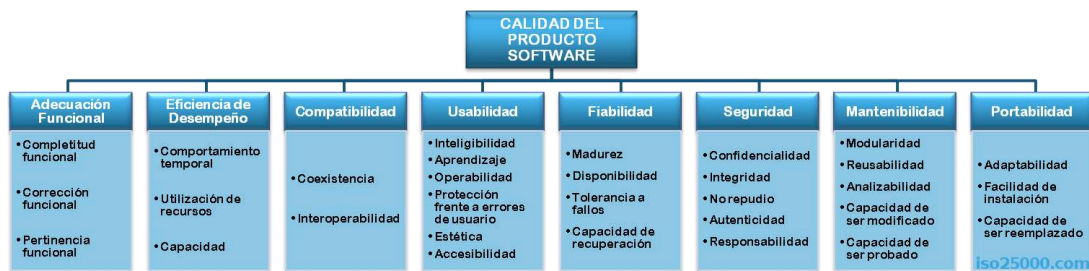 CALIDAD DEL
PRODUCTO
SOFTWARE
Adecuación
Funcional
• Completitud
funcional
• Corrección
funcional
• Pertinencia
funcional
Eficiencia de
Desempeño
• Comportamiento
temporal
• Utilización de
recursos
• Capacidad
Compatibilidad
• Coexistencia
• Interoperabilidad
Usabilidad
• Inteligibilidad
• Aprendizaje
• Operabilidad
• Protección
frente a errores
de usuario
• Estética
• Accesibilidad
Fiabilidad
• Madurez
• Disponibilidad
• Tolerancia a
fallos
• Capacidad de
recuperación
Seguridad
• Confidencialidad
• Integridad
• No repudio
• Autenticidad
• Responsabilidad
Mantenibilidad
• Modularidad
• Reusabilidad
• Analizabilidad
• Capacidad de
ser modificado
• Capacidad de
ser probado
Portabilidad
• Adaptabilidad
• Facilidad de
instalación
• Capacidad de
ser reemplazado
iso25000.com